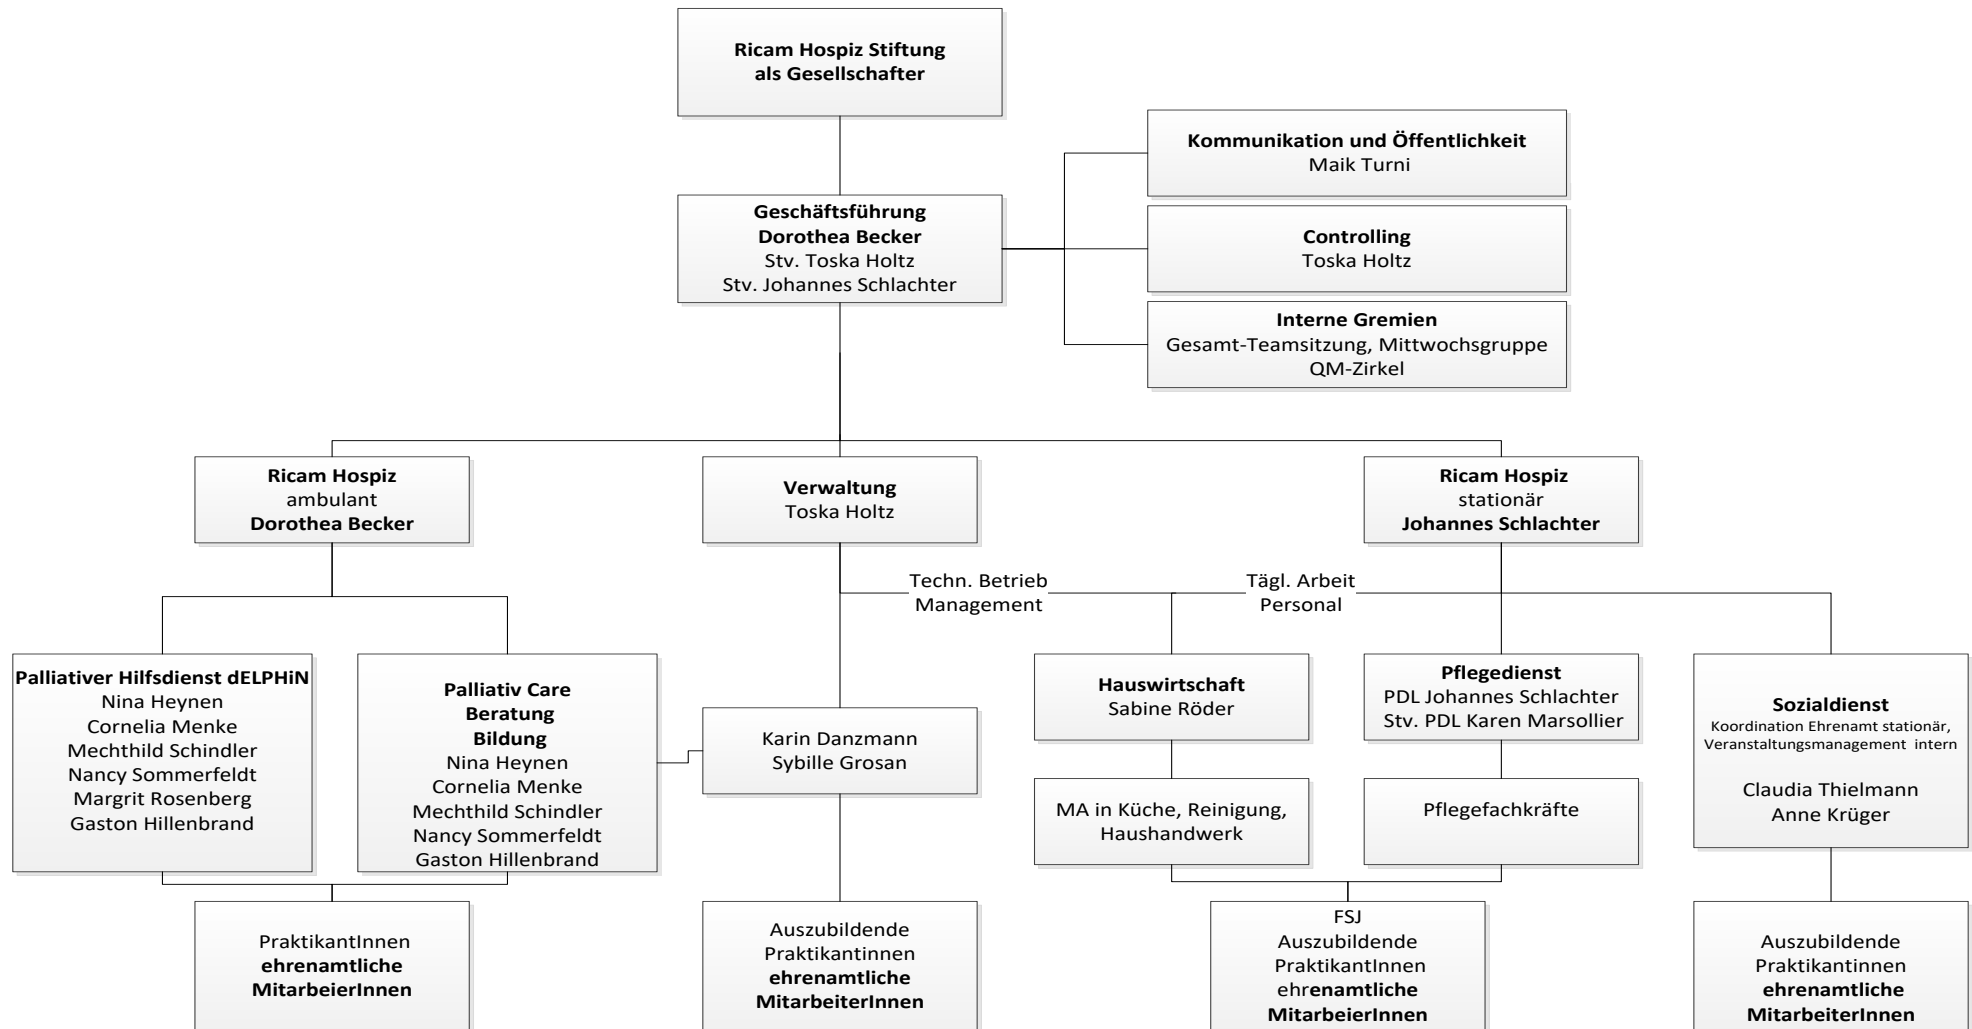 Ricam Hospiz Stiftung
als Gesellschafter
Kommunikation und Öffentlichkeit
Maik Turni
Geschäftsführung
Dorothea Becker
Stv. Toska Holtz
Stv. Johannes Schlachter
Controlling
Toska Holtz
Interne Gremien
Gesamt-Teamsitzung, Mittwochsgruppe
QM-Zirkel
Ricam Hospiz
ambulant
Dorothea Becker
Verwaltung
Toska Holtz
Ricam Hospiz
stationär
Johannes Schlachter
Techn. Betrieb
Management
Tägl. Arbeit
Personal
Palliativer Hilfsdienst dELPHiN
Nina Heynen
Cornelia Menke
Mechthild Schindler
Nancy Sommerfeldt
Margrit Rosenberg
Gaston Hillenbrand
Palliativ Care
Beratung
Bildung
Nina Heynen
Cornelia Menke
Mechthild Schindler
Nancy Sommerfeldt
Gaston Hillenbrand
Karin Danzmann
Sybille Grosan
Hauswirtschaft
Sabine Röder
Pflegedienst
PDL Johannes Schlachter
Stv. PDL Karen Marsollier
Sozialdienst
Koordination Ehrenamt stationär,
Veranstaltungsmanagement intern
Claudia Thielmann
Anne Krüger
MA in Küche, Reinigung,
Haushandwerk
Pflegefachkräfte
PraktikantInnen
ehrenamtliche
MitarbeierInnen
Auszubildende
Praktikantinnen
ehrenamtliche
MitarbeiterInnen
FSJ
Auszubildende
PraktikantInnen
ehrenamtliche
MitarbeierInnen
Auszubildende
Praktikantinnen
ehrenamtliche
MitarbeiterInnen